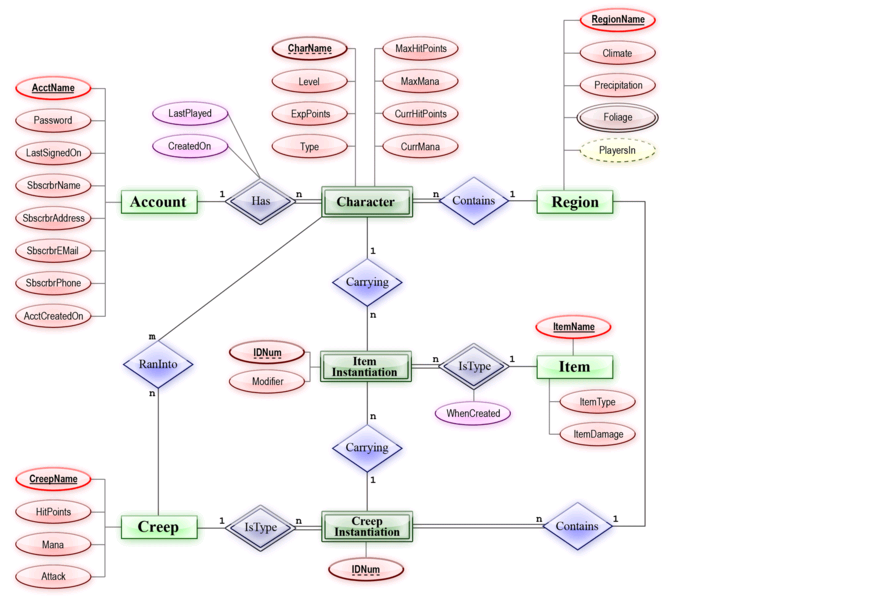 RegionName
CharName
MaxHitPoints
Climate
Level
MaxMana
AcctName
Precipitation
LastPlayed
ExpPoints
CurrHitPoints
Password
Foliage
CreatedOn
Type
CurrMana
LastSignedOn
PlayersIn
SbscrbrName
Account
1
Has
n
Character
n
Contains
1
Region
SbscrbrAddress
SbscrbrEMail
1
SbscrbrPhone
Carrying
AcctCreatedOn
n
ItemName
m
IDNum
RanInto
Item
Instantiation
n
IsType
1
Item
Modifier
n
WhenCreated
ItemType
n
ItemDamage
Carrying
CreepName
1
HitPoints
Creep
1
IsType
n
Creep
Instantiation
n
Contains
1
Mana
IDNum
Attack